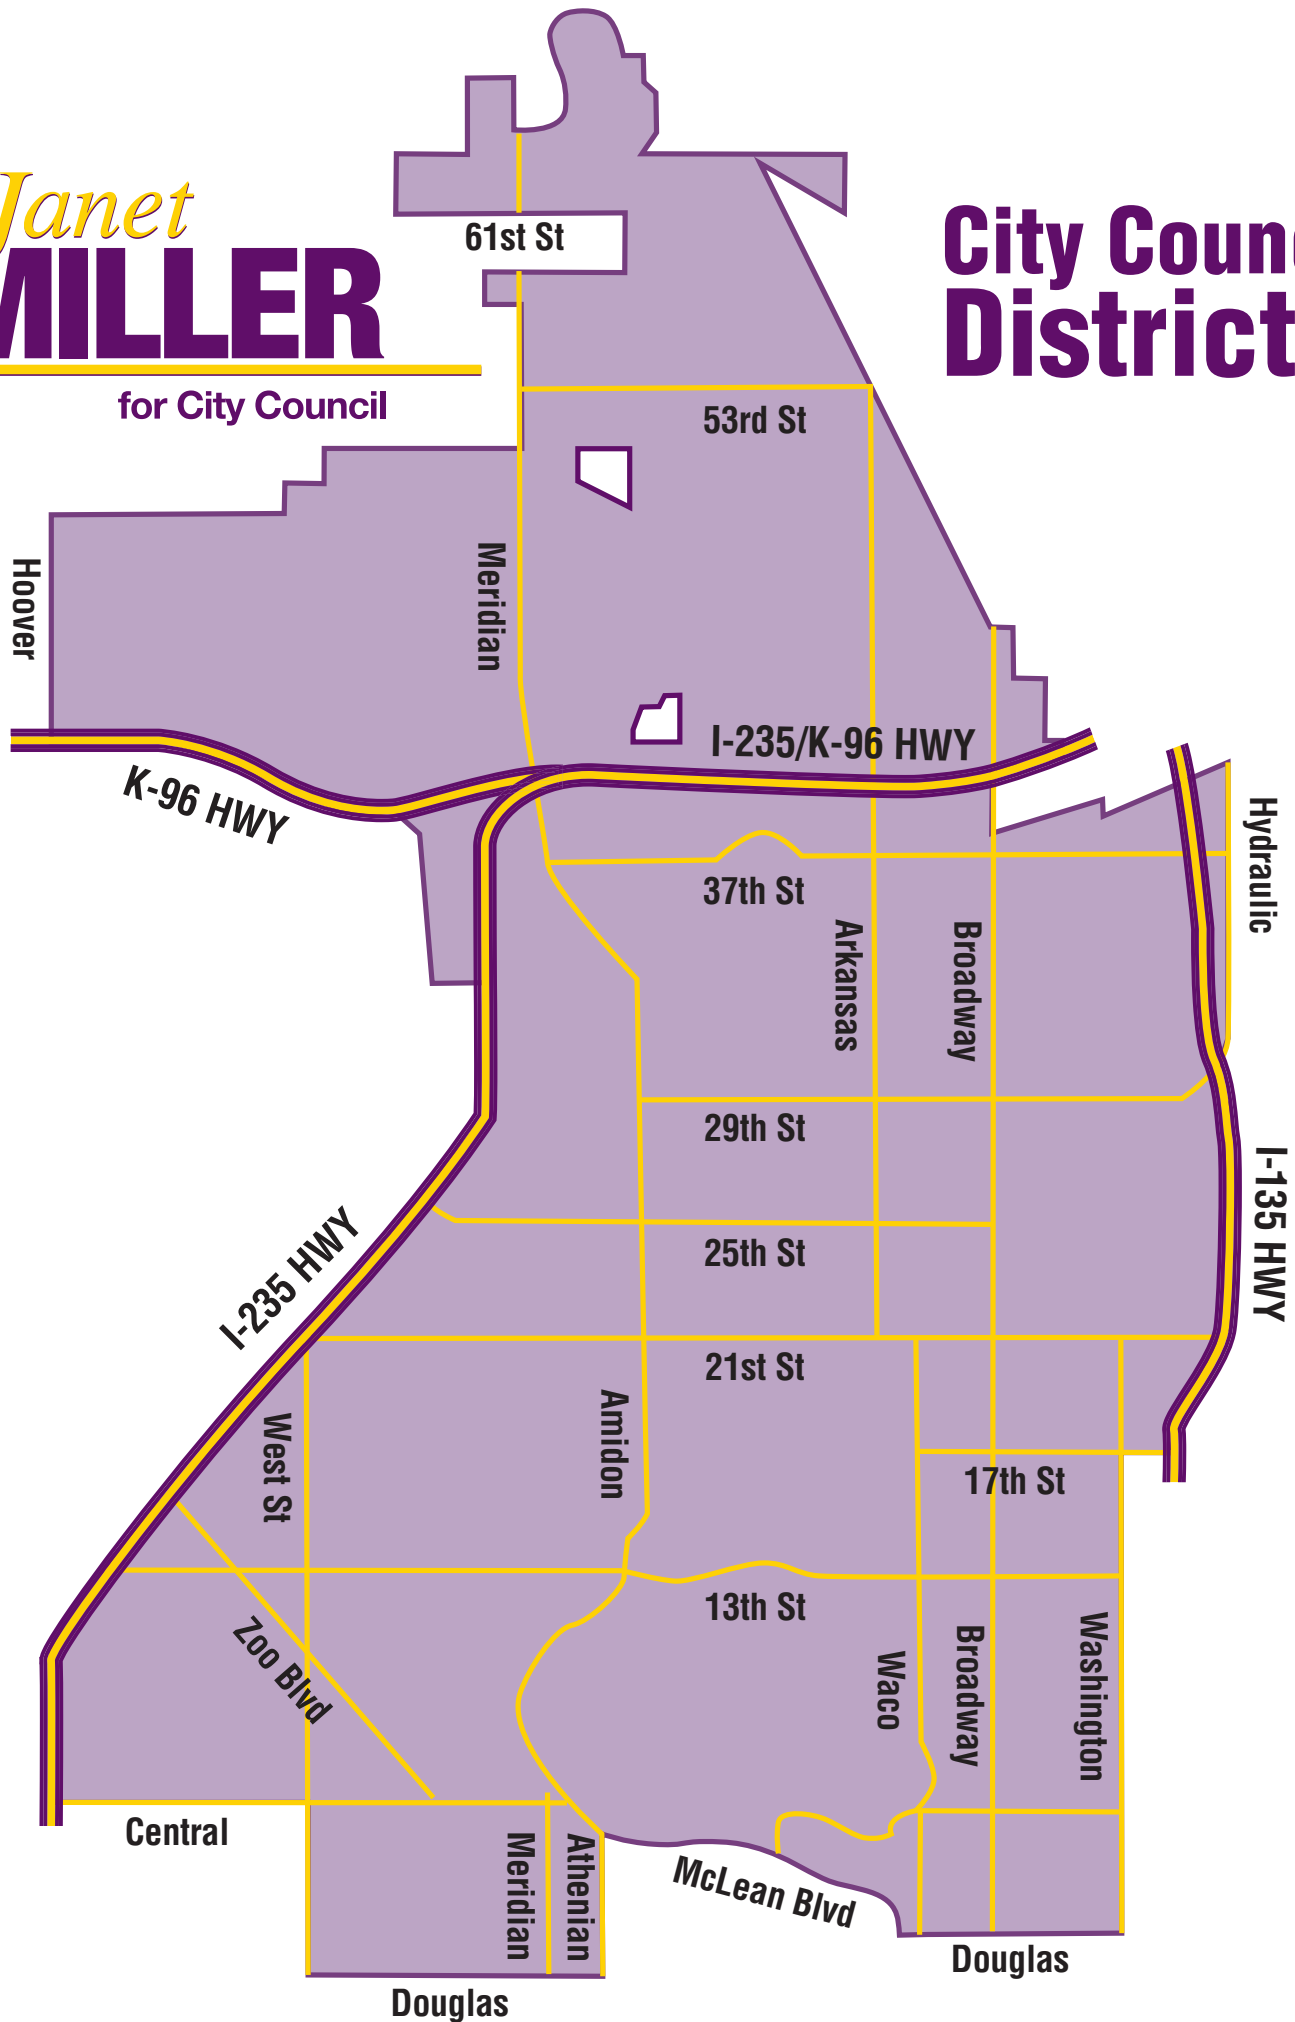 Janet
MILLER
for City Council
City Counc
District
61st St
53rd St
Hoover
Meridian
I-235/K-96 HWY
K-96 HWY
Hydraulic
37th St
Arkansas
Broadway
29th St
I-135 HWY
25th St
I-235 HWY
21st St
Amidon
West St
17th St
13th St
Zoo Blvd
Waco
Broadway
Washington
Central
Meridian
Athenian
McLean Blvd
Douglas
Douglas